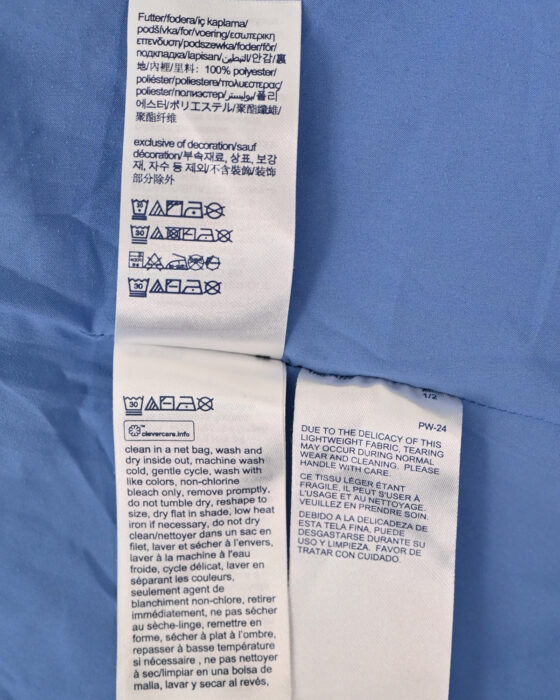 Futter/fodera/iç kaplama/
podšívka/for/voering/εσωτερική
επένδυση/podszewka/foder/fôr/
подкладка/lapisan/التبطين/안감/裏
地/内裡/里料: 100% polyester/
poliéster/poliestere/πολυεστερας/
poliester/полиэстер/بوليستر/폴리
에스터/ポリエステル/聚酯纖維/
聚酯纤维
exclusive of decoration/sauf
décoration/부속재료, 상표, 보강
재, 자수 등 제외/不含裝飾/装饰
部分除外
30
30
30
30
clevercare.info
clean in a net bag, wash and
dry inside out, machine wash
cold, gentle cycle, wash with
like colors, non-chlorine
bleach only, remove promptly,
do not tumble dry, reshape to
size, dry flat in shade, low heat
iron if necessary, do not dry
clean/nettoyer dans un sac en
filet, laver et sécher à l'envers,
laver à la machine à l'eau
froide, cycle délicat, laver en
séparant les couleurs,
seulement agent de
blanchiment non-chlore, retirer
immédiatement, ne pas sécher
au sèche-linge, remettre en
forme, sécher à plat à l'ombre,
repasser à basse température
si nécessaire , ne pas nettoyer
à sec/limpiar en una bolsa de
malla, lavar y secar al revés,
1/2
PW-24
DUE TO THE DELICACY OF THIS
LIGHTWEIGHT FABRIC, TEARING
MAY OCCUR DURING NORMAL
WEAR AND CLEANING. PLEASE
HANDLE WITH CARE.
CE TISSU LÉGER ÉTANT
FRAGILE, IL PEUT S'USER À
L'USAGE ET AU NETTOYAGE.
VEUILLEZ EN PRENDRE SOIN.
DEBIDO A LA DELICADEZA DE
ESTA TELA FINA, PUEDE
DESGASTARSE DURANTE SU
USO Y LIMPIEZA. FAVOR DE
TRATAR CON CUIDADO.